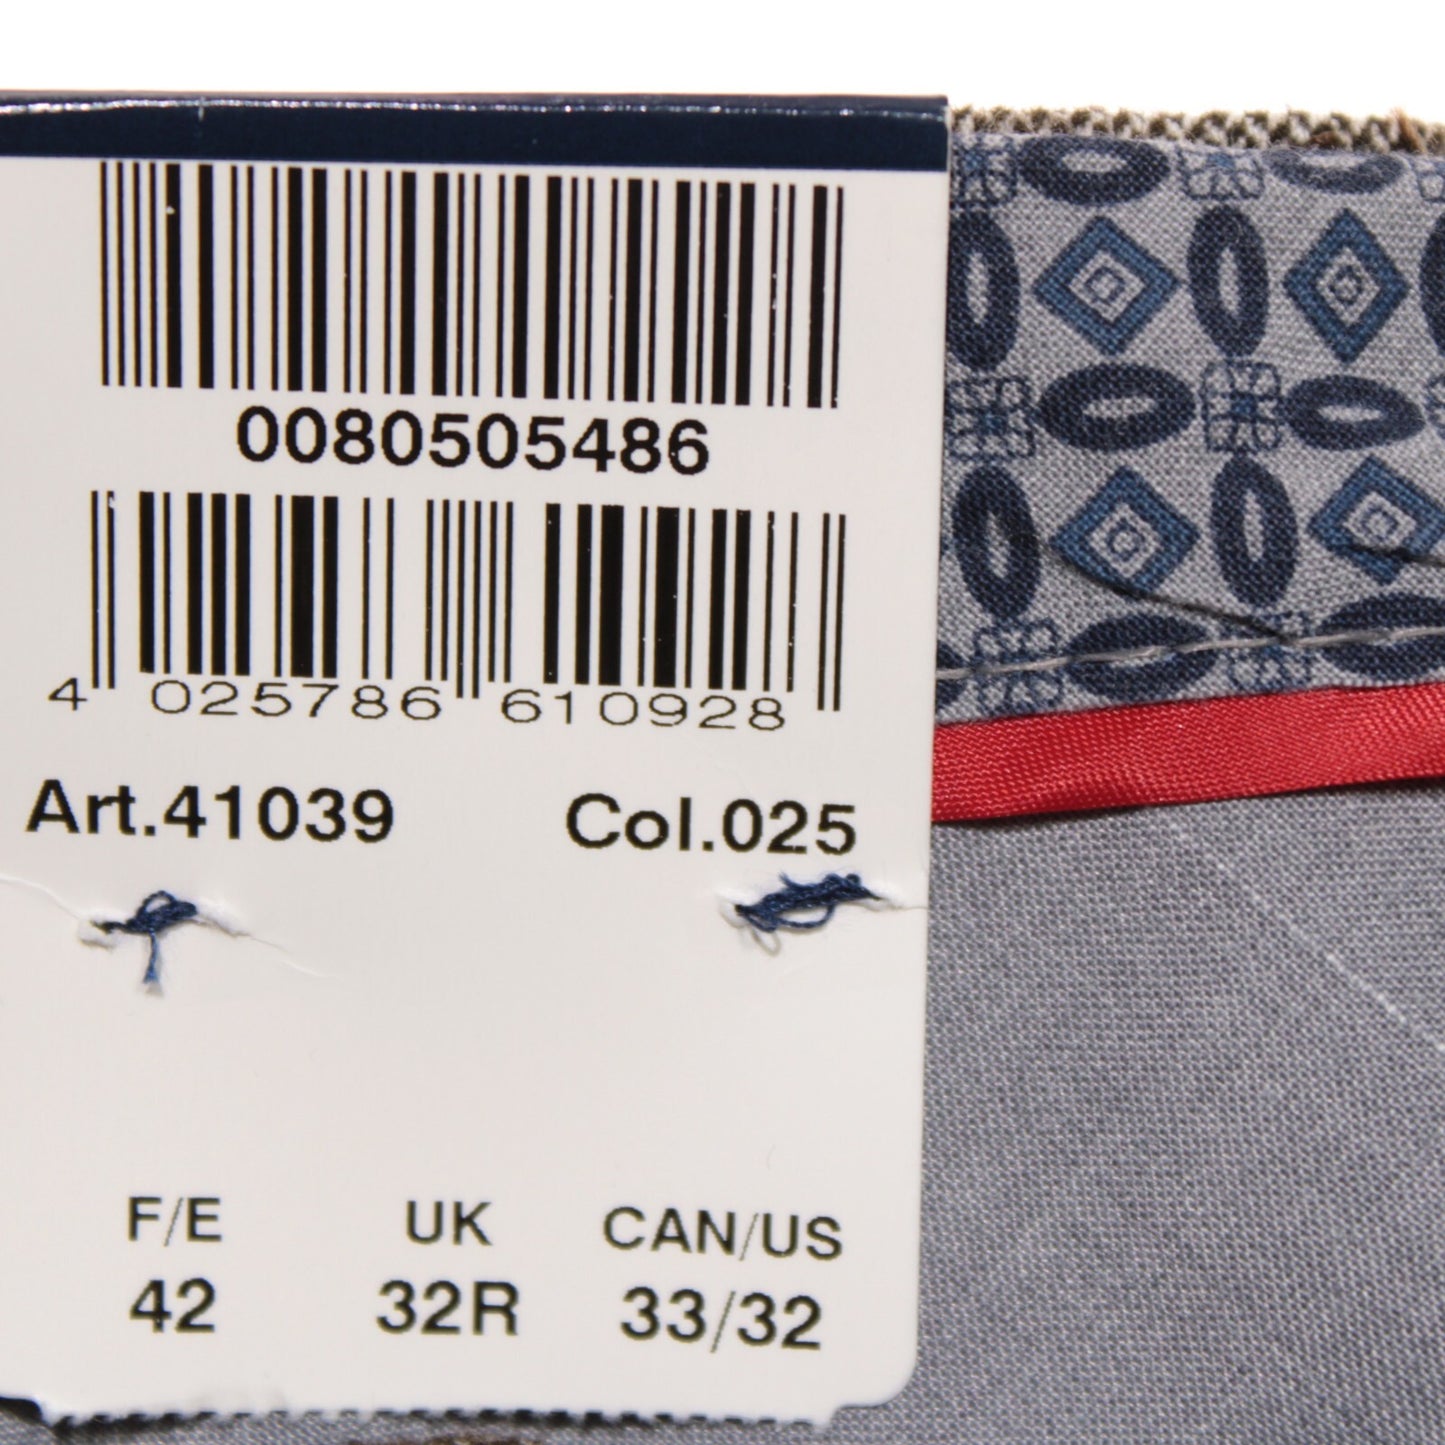 0080505486
4 025786 610928
Art.41039 Col.025
F/E UK CAN/US
42 32R 33/32